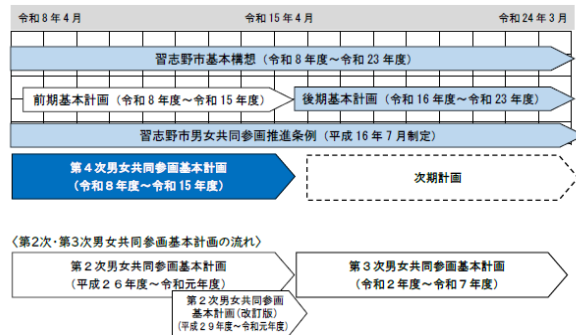 令和8年4月 令和15年4月 令和24年3月
習志野市基本構想（令和8年度～令和23年度）
前期基本計画（令和8年度～令和15年度） 後期基本計画（令和16年度～令和23年度）
習志野市男女共同参画推進条例（平成16年7月制定）
第4次男女共同参画基本計画
（令和8年度～令和15年度）
次期計画
〈第2次・第3次男女共同参画基本計画の流れ〉
第2次男女共同参画基本計画
（平成26年度～令和元年度）
第3次男女共同参画基本計画
（令和2年度～令和7年度）
第2次男女共同参画
基本計画（改訂版）
（平成29年度～令和元年度）